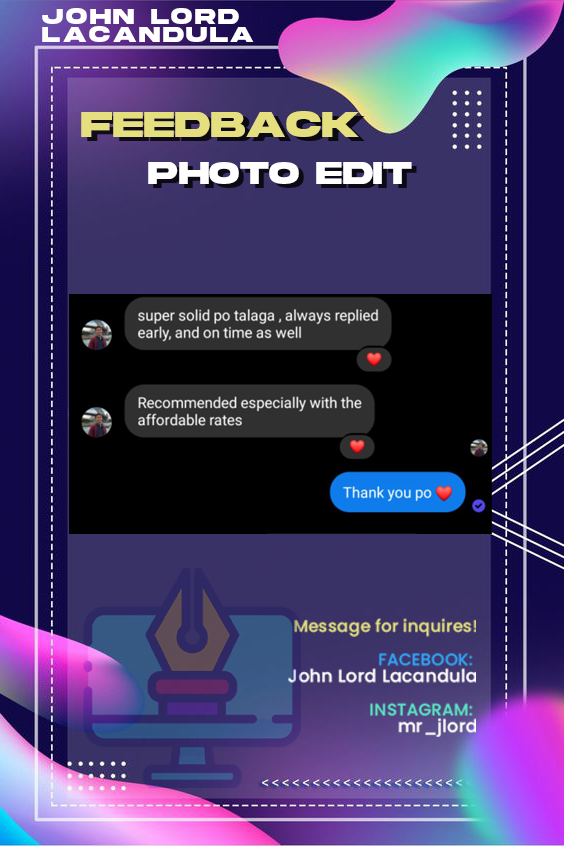 JOHN LORD
LACANDULA
FEEDBACK
PHOTO EDIT
super solid po talaga , always replied
early, and on time as well
Recommended especially with the
affordable rates
Thank you po ❤️
Message for inquires!
FACEBOOK:
John Lord Lacandula
INSTAGRAM:
mr_jlord